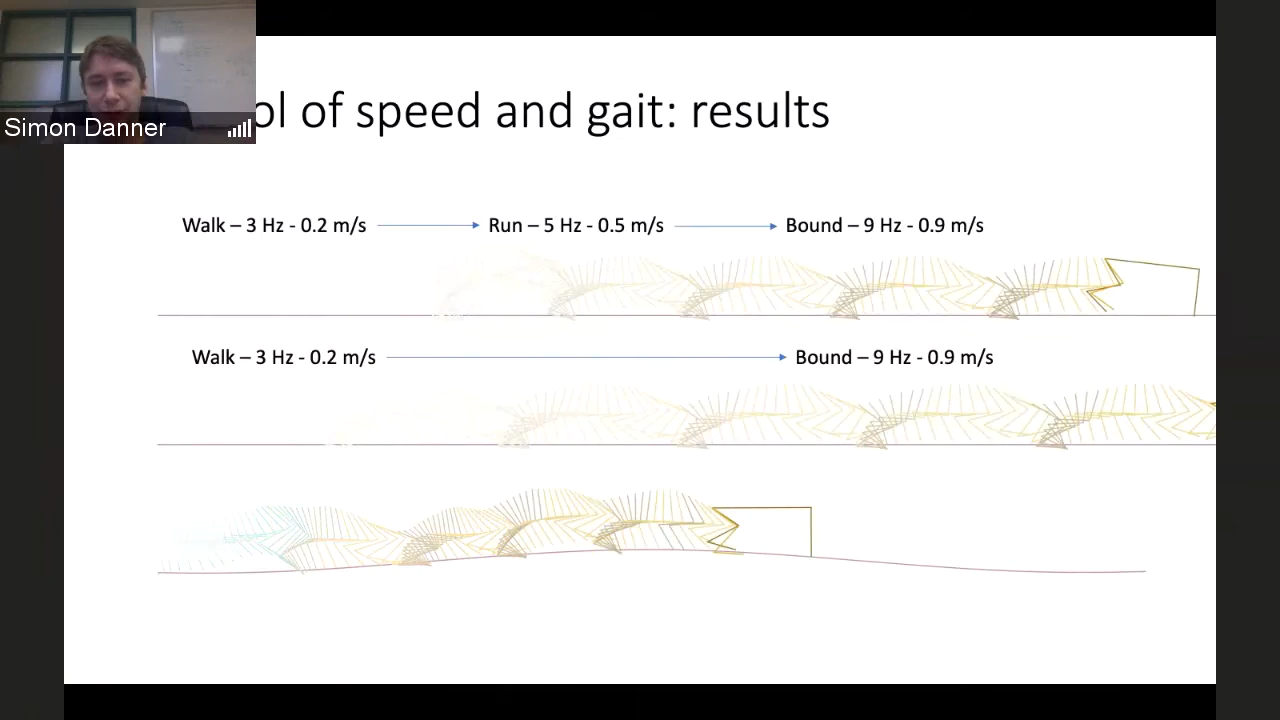 ol of speed and gait: results
Simon Danner
Walk – 3 Hz - 0.2 m/s Run – 5 Hz - 0.5 m/s Bound – 9 Hz - 0.9 m/s
Walk – 3 Hz - 0.2 m/s Bound – 9 Hz - 0.9 m/s